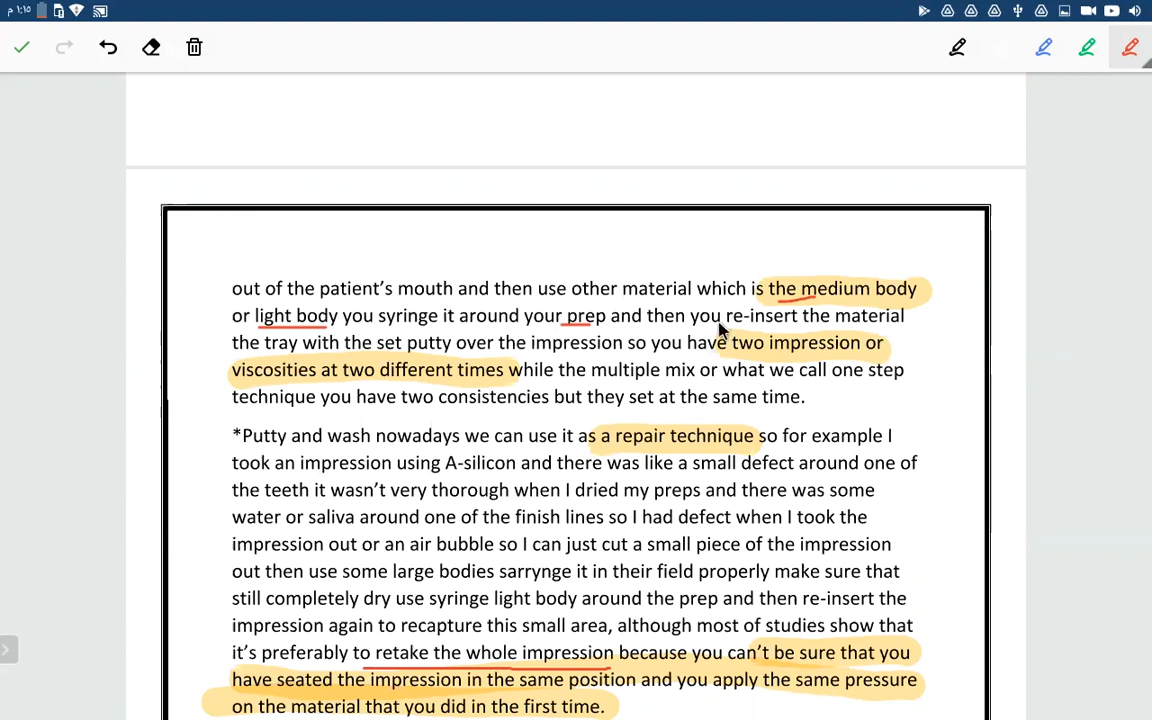 م ١:١٥
out of the patient's mouth and then use other material which is the medium body
or light body you syringe it around your prep and then you re-insert the material
the tray with the set putty over the impression so you have two impression or
viscosities at two different times while the multiple mix or what we call one step
technique you have two consistencies but they set at the same time.
*Putty and wash nowadays we can use it as a repair technique so for example I
took an impression using A-silicon and there was like a small defect around one of
the teeth it wasn't very thorough when I dried my preps and there was some
water or saliva around one of the finish lines so I had defect when I took the
impression out or an air bubble so I can just cut a small piece of the impression
out then use some large bodies sarrynge it in their field properly make sure that
still completely dry use syringe light body around the prep and then re-insert the
impression again to recapture this small area, although most of studies show that
it's preferably to retake the whole impression because you can't be sure that you
have seated the impression in the same position and you apply the same pressure
on the material that you did in the first time.